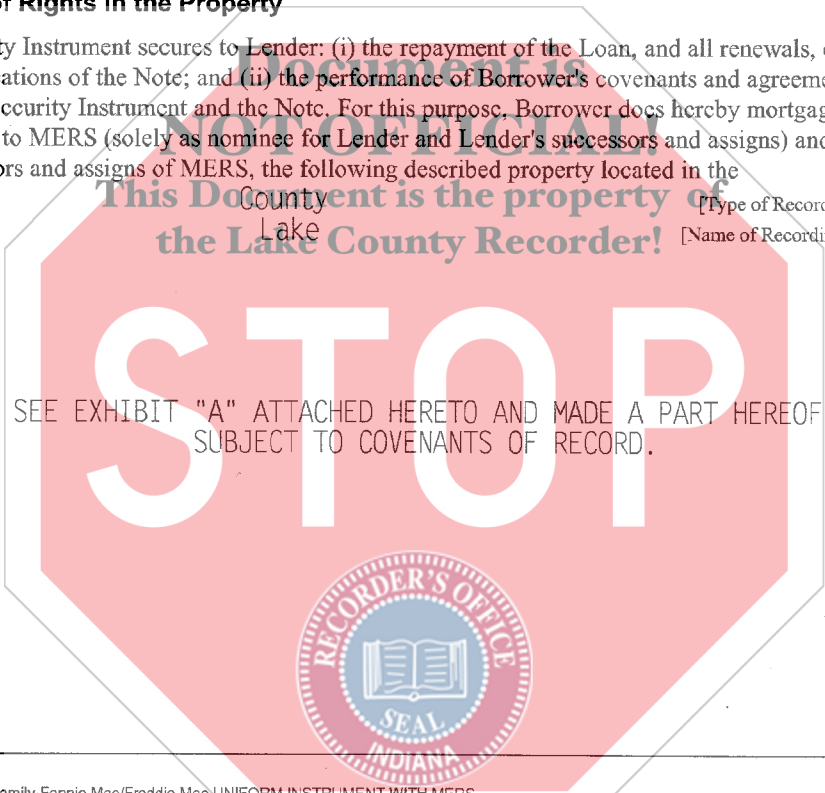 of Rights in the Property
ty Instrument secures to Lender: (i) the repayment of the Loan, and all renewals,
ations of the Note; and (ii) the performance of Borrower's covenants and agreeme
ecurity Instrument and the Note. For this purpose, Borrower does hereby mortgag
to MERS (solely as nominee for Lender and Lender's successors and assigns) and
ors and assigns of MERS, the following described property located in the
County [Type of Record
Lake [Name of Recordi
Document is
NOT OFFICIAL!
This Document is the property of
the Lake County Recorder!
STOP
SEE EXHIBIT "A" ATTACHED HERETO AND MADE A PART HEREOF
SUBJECT TO COVENANTS OF RECORD.
RECORDER'S OFFICE
SEAL
INDIANA
amily-Fannie Mae/Freddie Mac UNIFORM INSTRUMENT WITH MERS